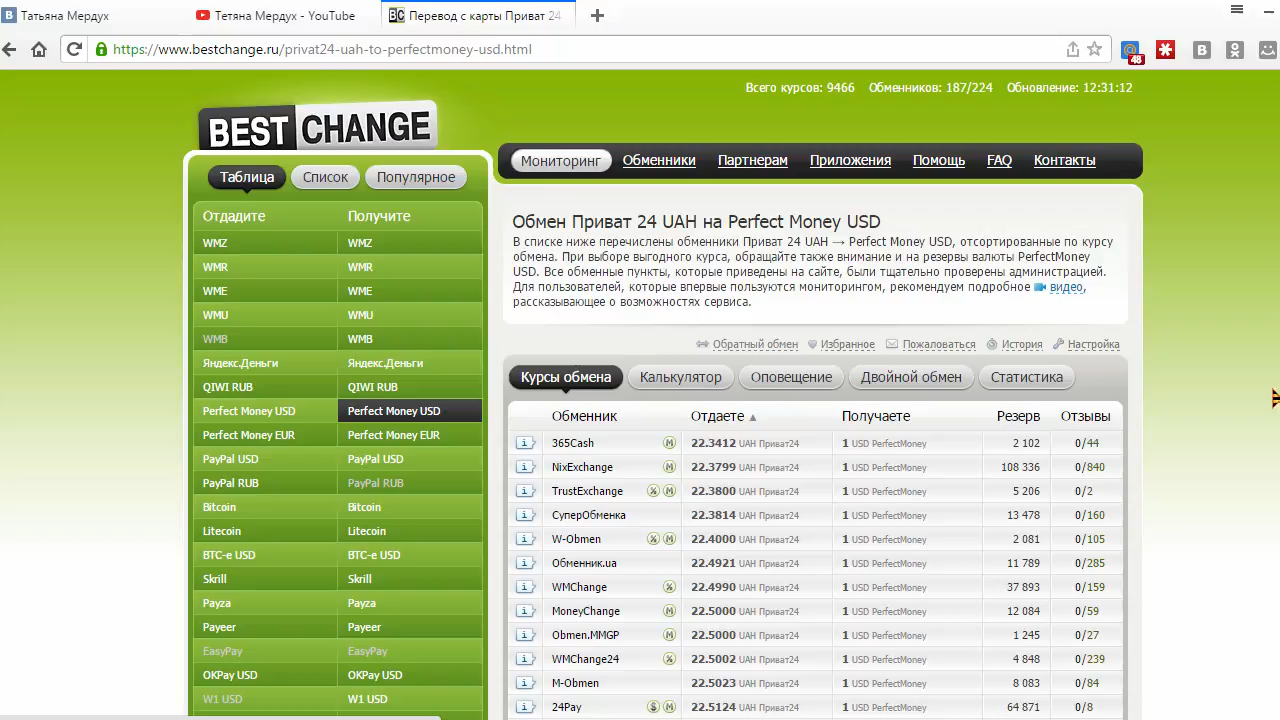 Татьяна Мердух
Тетяна Мердух - YouTube
Перевод с карты Приват 24
https://www.bestchange.ru/privat24-uah-to-perfectmoney-usd.html
48
Всего курсов: 9466 Обменников: 187/224 Обновление: 12:31:12
BEST CHANGE
Мониторинг Обменники Партнерам Приложения Помощь FAQ Контакты
Таблица Список Популярное
Отдадите Получите
WMZ WMZ
WMR WMR
WME WME
WMU WMU
WMB WMB
Яндекс.Деньги Яндекс.Деньги
QIWI RUB QIWI RUB
Perfect Money USD Perfect Money USD
Perfect Money EUR Perfect Money EUR
PayPal USD PayPal USD
PayPal RUB PayPal RUB
Bitcoin Bitcoin
Litecoin Litecoin
BTC-e USD BTC-e USD
Skrill Skrill
Payza Payza
Payeer Payeer
EasyPay EasyPay
OKPay USD OKPay USD
W1 USD W1 USD
Обмен Приват 24 UAH на Perfect Money USD
В списке ниже перечислены обменники Приват 24 UAH → Perfect Money USD, отсортированные по курсу
обмена. При выборе выгодного курса, обращайте также внимание и на резервы валюты PerfectMoney
USD. Все обменные пункты, которые приведены на сайте, были тщательно проверены администрацией.
Для пользователей, которые впервые пользуются мониторингом, рекомендуем подробное видео,
рассказывающее о возможностях сервиса.
Обратный обмен Избранное Пожаловаться История Настройка
Курсы обмена Калькулятор Оповещение Двойной обмен Статистика
Обменник Отдаете ▲ Получаете Резерв Отзывы
365Cash M 22.3412 UAH Приват24 1 USD PerfectMoney 2 102 0/44
NixExchange M 22.3799 UAH Приват24 1 USD PerfectMoney 108 336 0/840
TrustExchange % M 22.3800 UAH Приват24 1 USD PerfectMoney 5 206 0/2
СуперОбменка 22.3814 UAH Приват24 1 USD PerfectMoney 13 478 0/160
W-Obmen % M 22.4000 UAH Приват24 1 USD PerfectMoney 2 081 0/105
Обменник.ua 22.4921 UAH Приват24 1 USD PerfectMoney 11 789 0/285
WMChange % 22.4990 UAH Приват24 1 USD PerfectMoney 37 893 0/159
MoneyChange M 22.5000 UAH Приват24 1 USD PerfectMoney 12 084 0/59
Obmen.MMGP M 22.5000 UAH Приват24 1 USD PerfectMoney 1 245 0/27
WMChange24 % 22.5002 UAH Приват24 1 USD PerfectMoney 4 848 0/239
M-Obmen 22.5023 UAH Приват24 1 USD PerfectMoney 8 083 0/84
24Pay $ M 22.5124 UAH Приват24 1 USD PerfectMoney 64 871 0/8